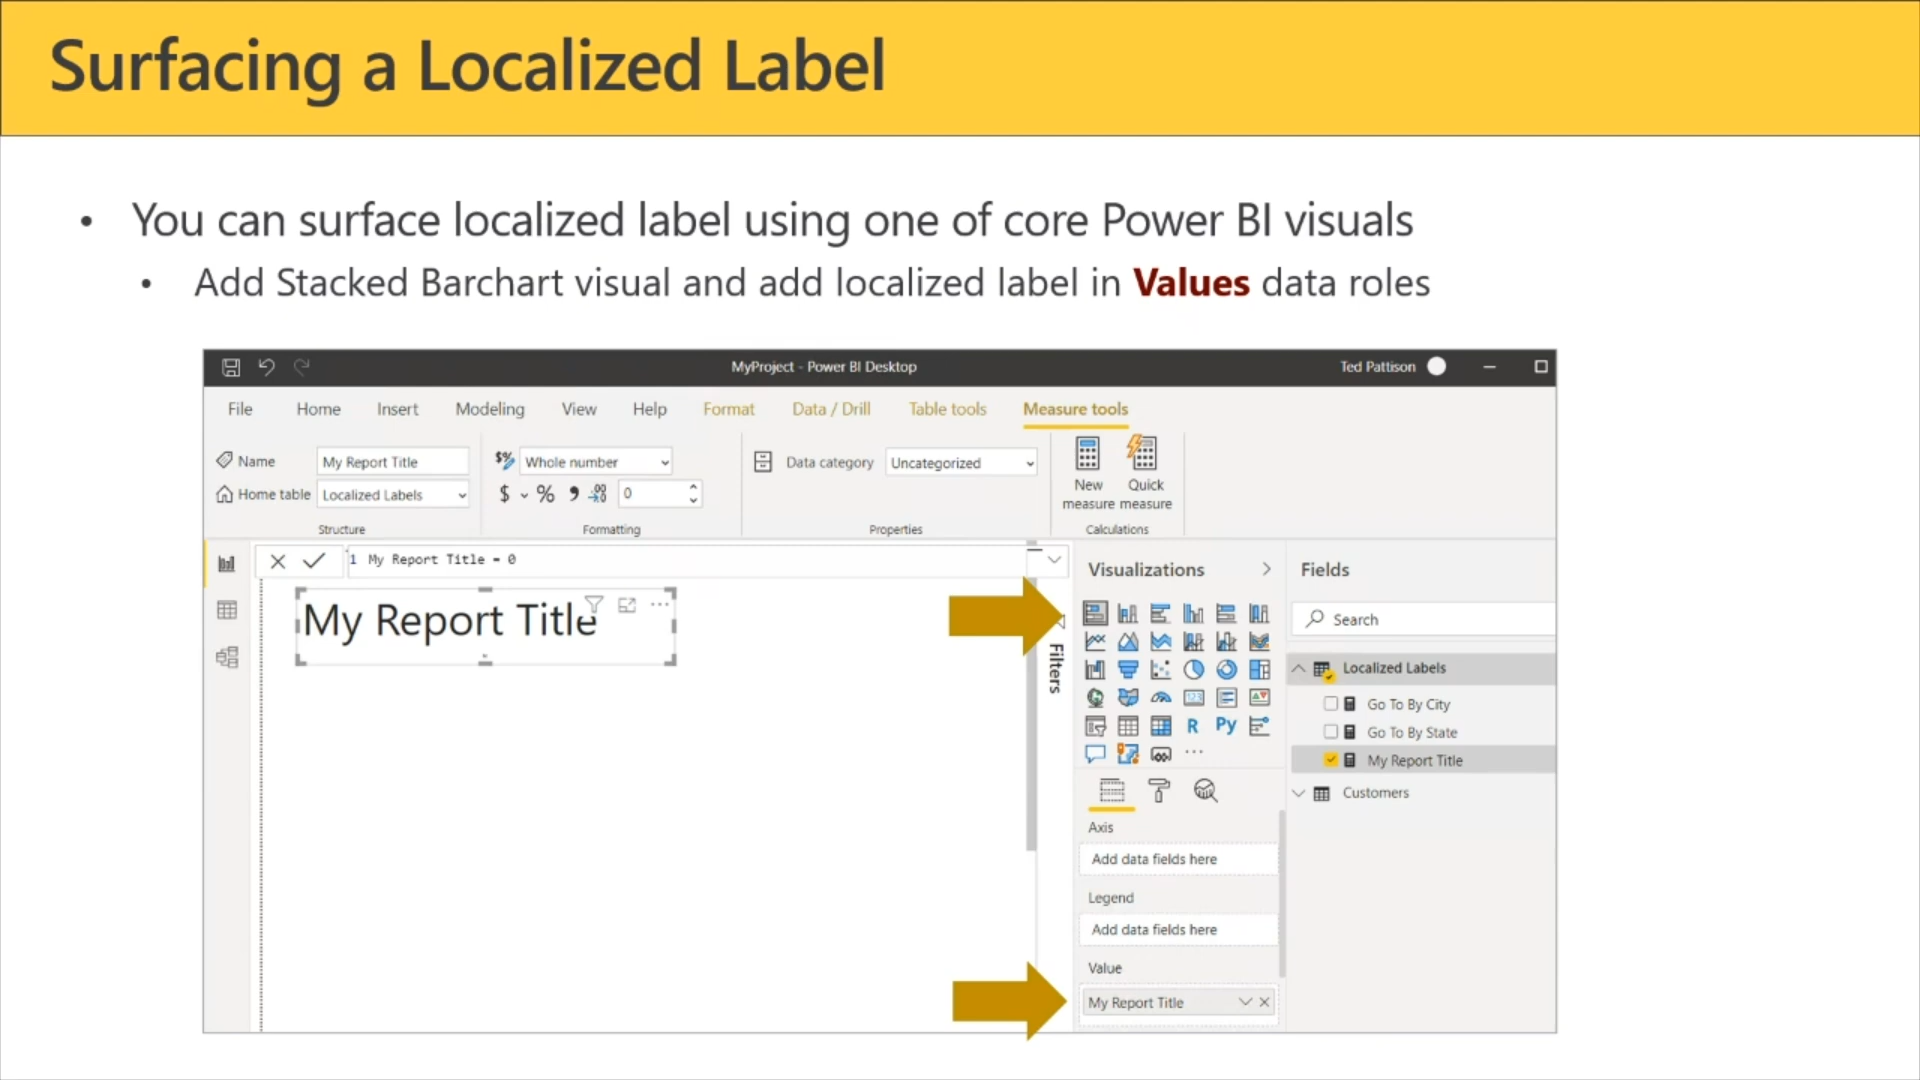 Surfacing a Localized Label
• You can surface localized label using one of core Power BI visuals
• Add Stacked Barchart visual and add localized label in Values data roles
MyProject - Power BI Desktop
Ted Pattison
File Home Insert Modeling View Help Format Data / Drill Table tools Measure tools
Name My Report Title
Home table Localized Labels
Structure
Whole number
$ % 9 .00 0
Formatting
Data category Uncategorized
Properties
New measure
Quick measure
Calculations
1 My Report Title = 0
My Report Title
Filters
Visualizations
R Py
Axis
Add data fields here
Legend
Add data fields here
Value
My Report Title
Fields
Search
Localized Labels
Go To By City
Go To By State
My Report Title
Customers